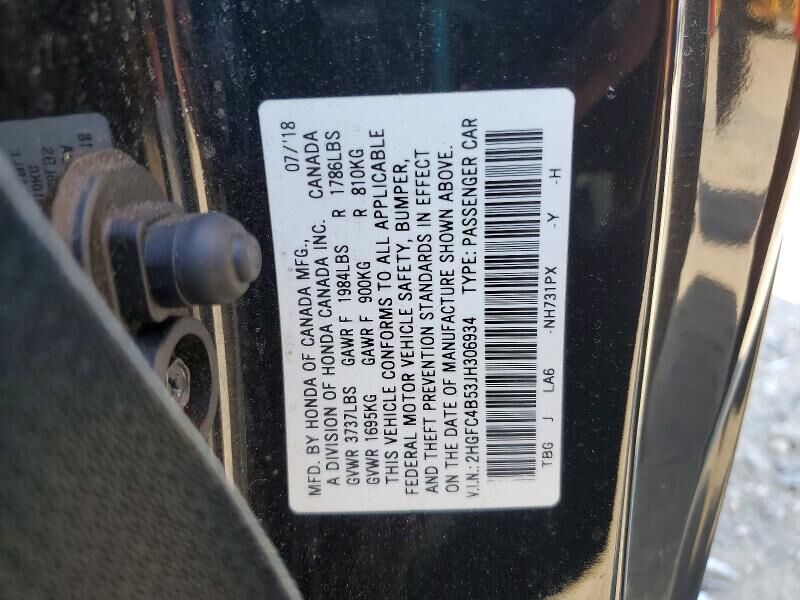 MFD. BY HONDA OF CANADA MFG., 07/'18
A DIVISION OF HONDA CANADA INC. CANADA
GVWR 3737LBS GAWR F 1984LBS R 1786LBS
GVWR 1695KG GAWR F 900KG R 810KG
THIS VEHICLE CONFORMS TO ALL APPLICABLE
FEDERAL MOTOR VEHICLE SAFETY, BUMPER,
AND THEFT PREVENTION STANDARDS IN EFFECT
ON THE DATE OF MANUFACTURE SHOWN ABOVE.
V.I.N.: 2HGFC4B53JH306934 TYPE: PASSENGER CAR
TBG J LA6 -NH731PX -Y -H